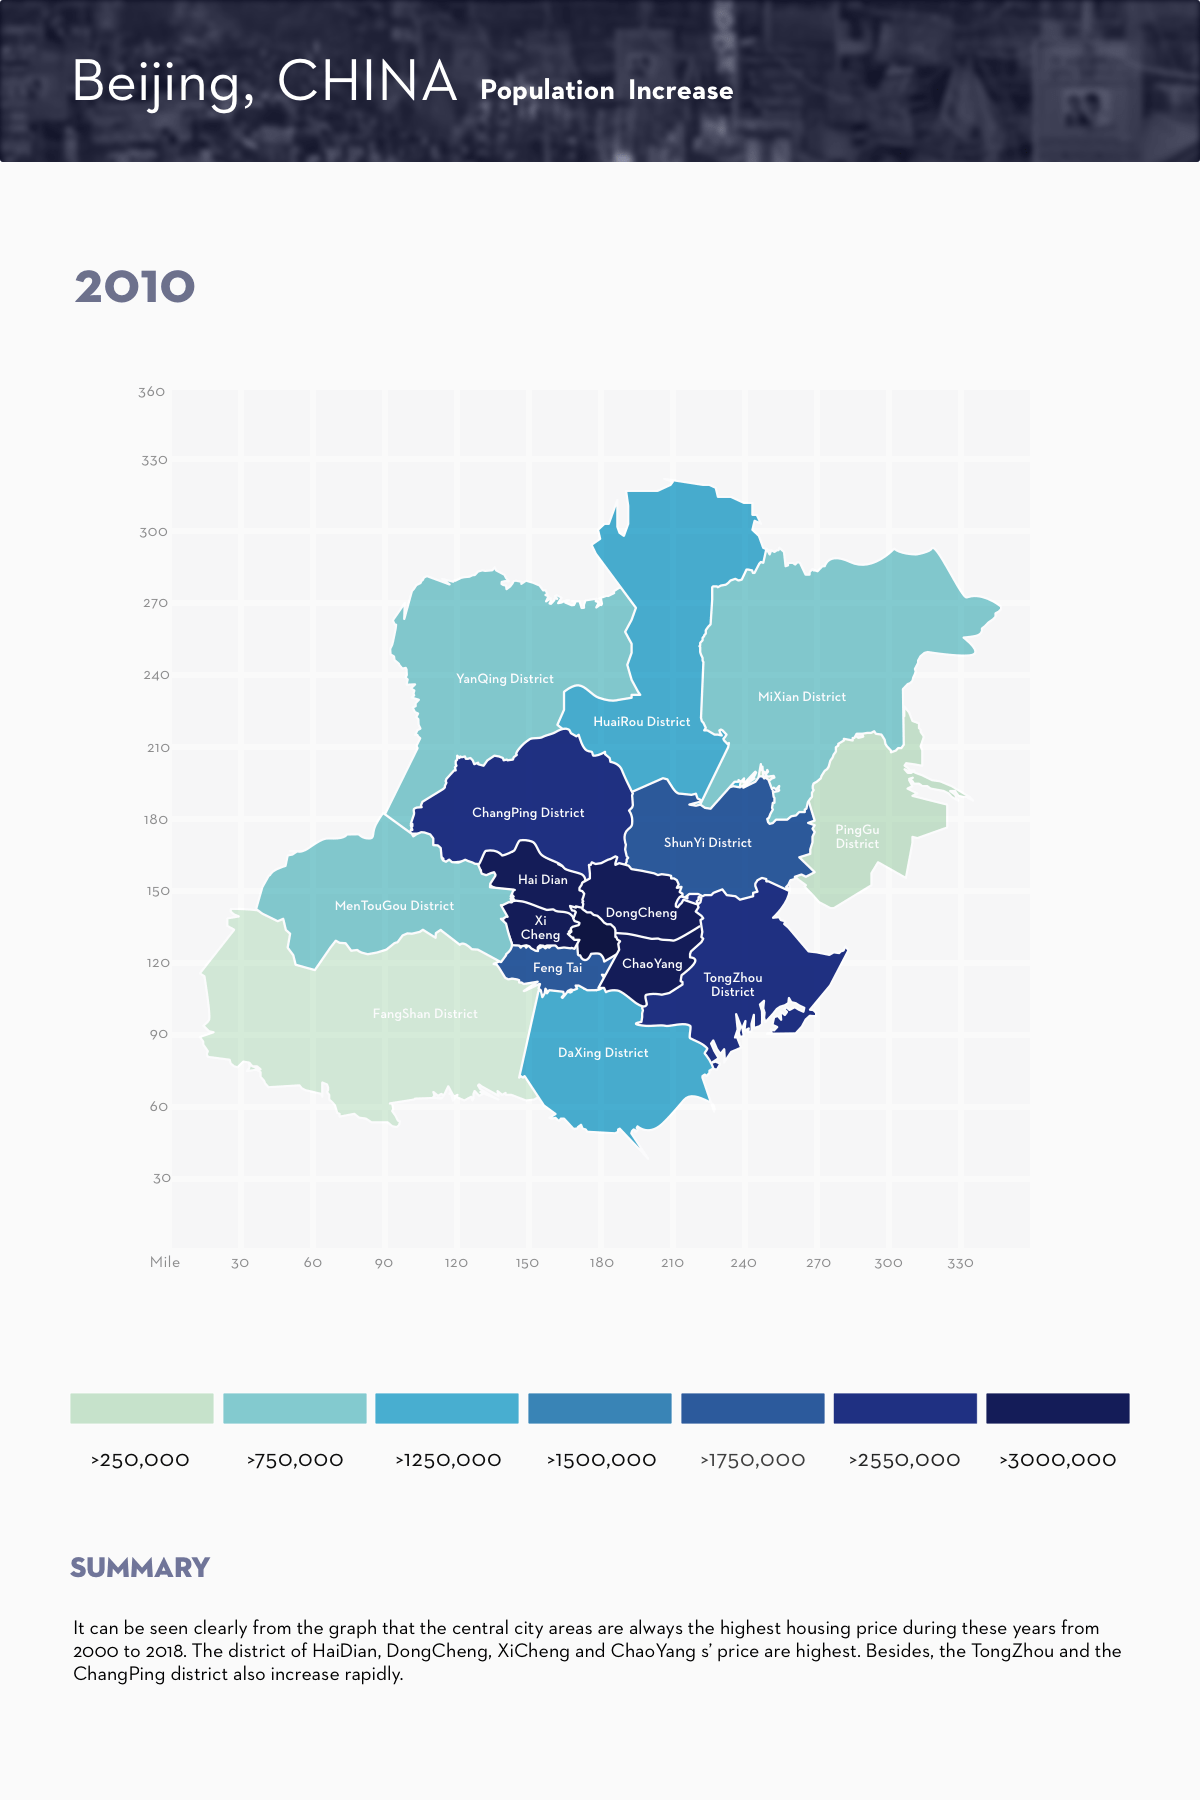 Beijing, CHINA Population Increase
2010
360
330
300
270
240
210
180
150
120
90
60
30
YanQing District
HuaiRou District
MiXian District
ChangPing District
ShunYi District
PingGu
District
Hai Dian
MenTouGou District
DongCheng
Xi
Cheng
Feng Tai
ChaoYang
TongZhou
District
FangShan District
DaXing District
Mile 30 60 90 120 150 180 210 240 270 300 330
>250,000 >750,000 >1250,000 >1500,000 >1750,000 >2550,000 >3000,000
SUMMARY
It can be seen clearly from the graph that the central city areas are always the highest housing price during these years from
2000 to 2018. The district of HaiDian, DongCheng, XiCheng and ChaoYang s’ price are highest. Besides, the TongZhou and the
ChangPing district also increase rapidly.